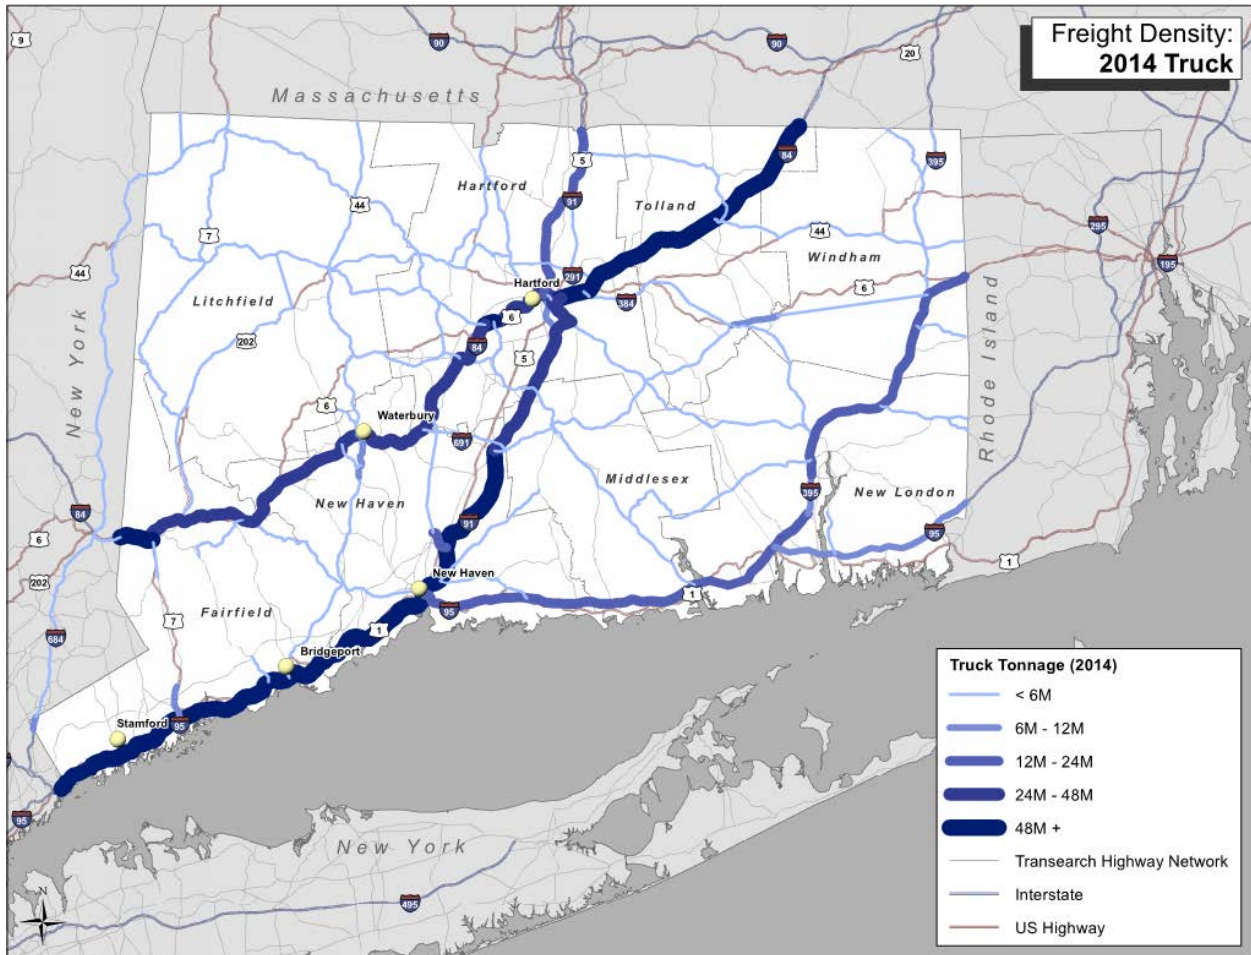 Freight Density:
2014 Truck
9
90
90
20
Massachusetts
5
84
395
Hartford
44
91
Tolland
7
44
295
44
Windham
195
291
Hartford
6
Litchfield
384
6
84
5
202
New York
6
Waterbury
691
Rhode Island
Middlesex
New London
395
New Haven
84
91
95
6
202
New Haven
1
1
95
Fairfield
7
1
684
Bridgeport
Stamford
95
95
New York
495
N
Truck Tonnage (2014)
< 6M
6M - 12M
12M - 24M
24M - 48M
48M +
Transearch Highway Network
Interstate
US Highway